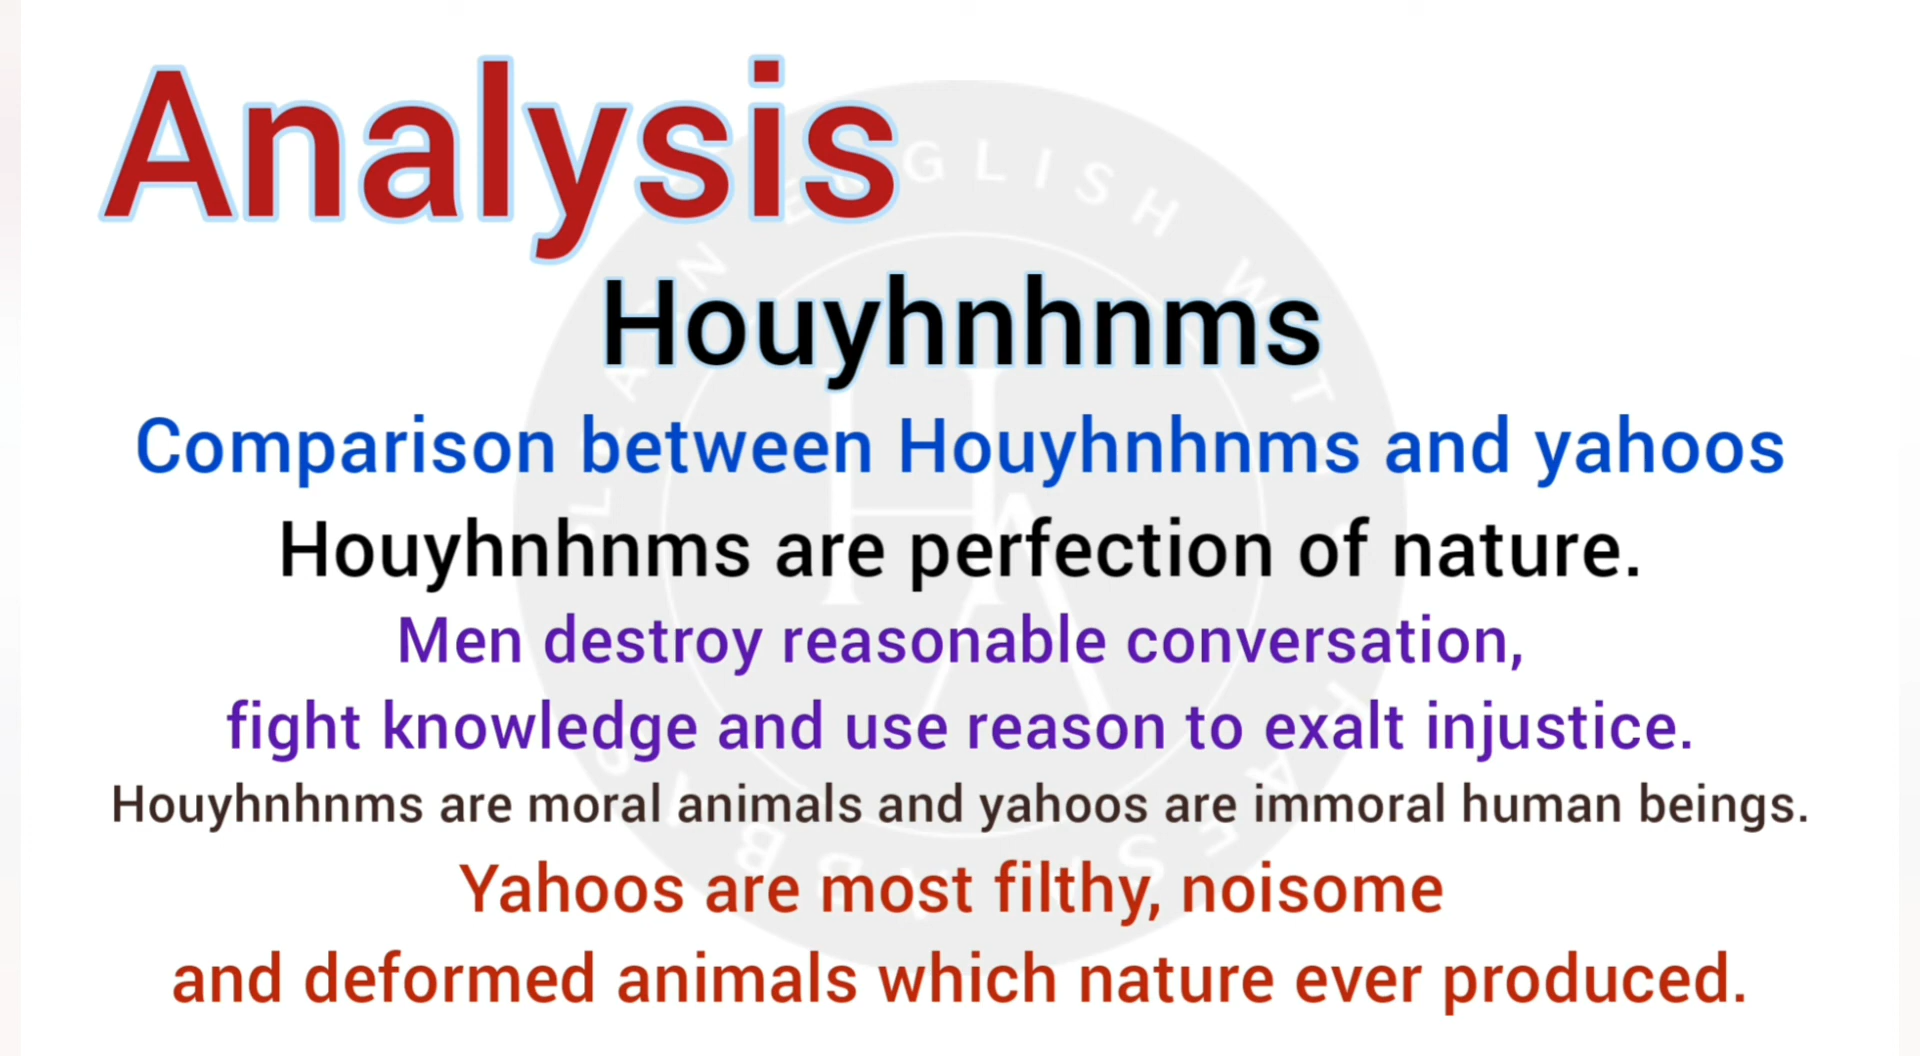 Analysis
Houyhnhnms
Comparison between Houyhnhnms and yahoos
Houyhnhnms are perfection of nature.
Men destroy reasonable conversation,
fight knowledge and use reason to exalt injustice.
Houyhnhnms are moral animals and yahoos are immoral human beings.
Yahoos are most filthy, noisome
and deformed animals which nature ever produced.